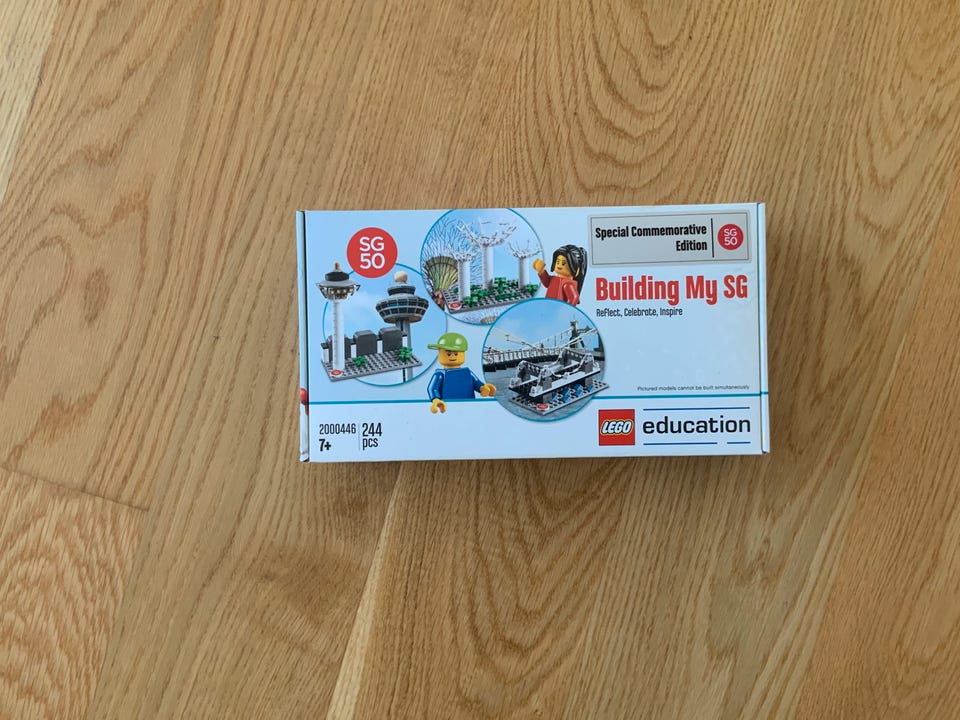 SG
50
Special Commemorative
Edition
SG
50
Building My SG
Reflect, Celebrate, Inspire
Pictured models cannot be built simultaneously
2000446
7+
244
pcs
LEGO
education